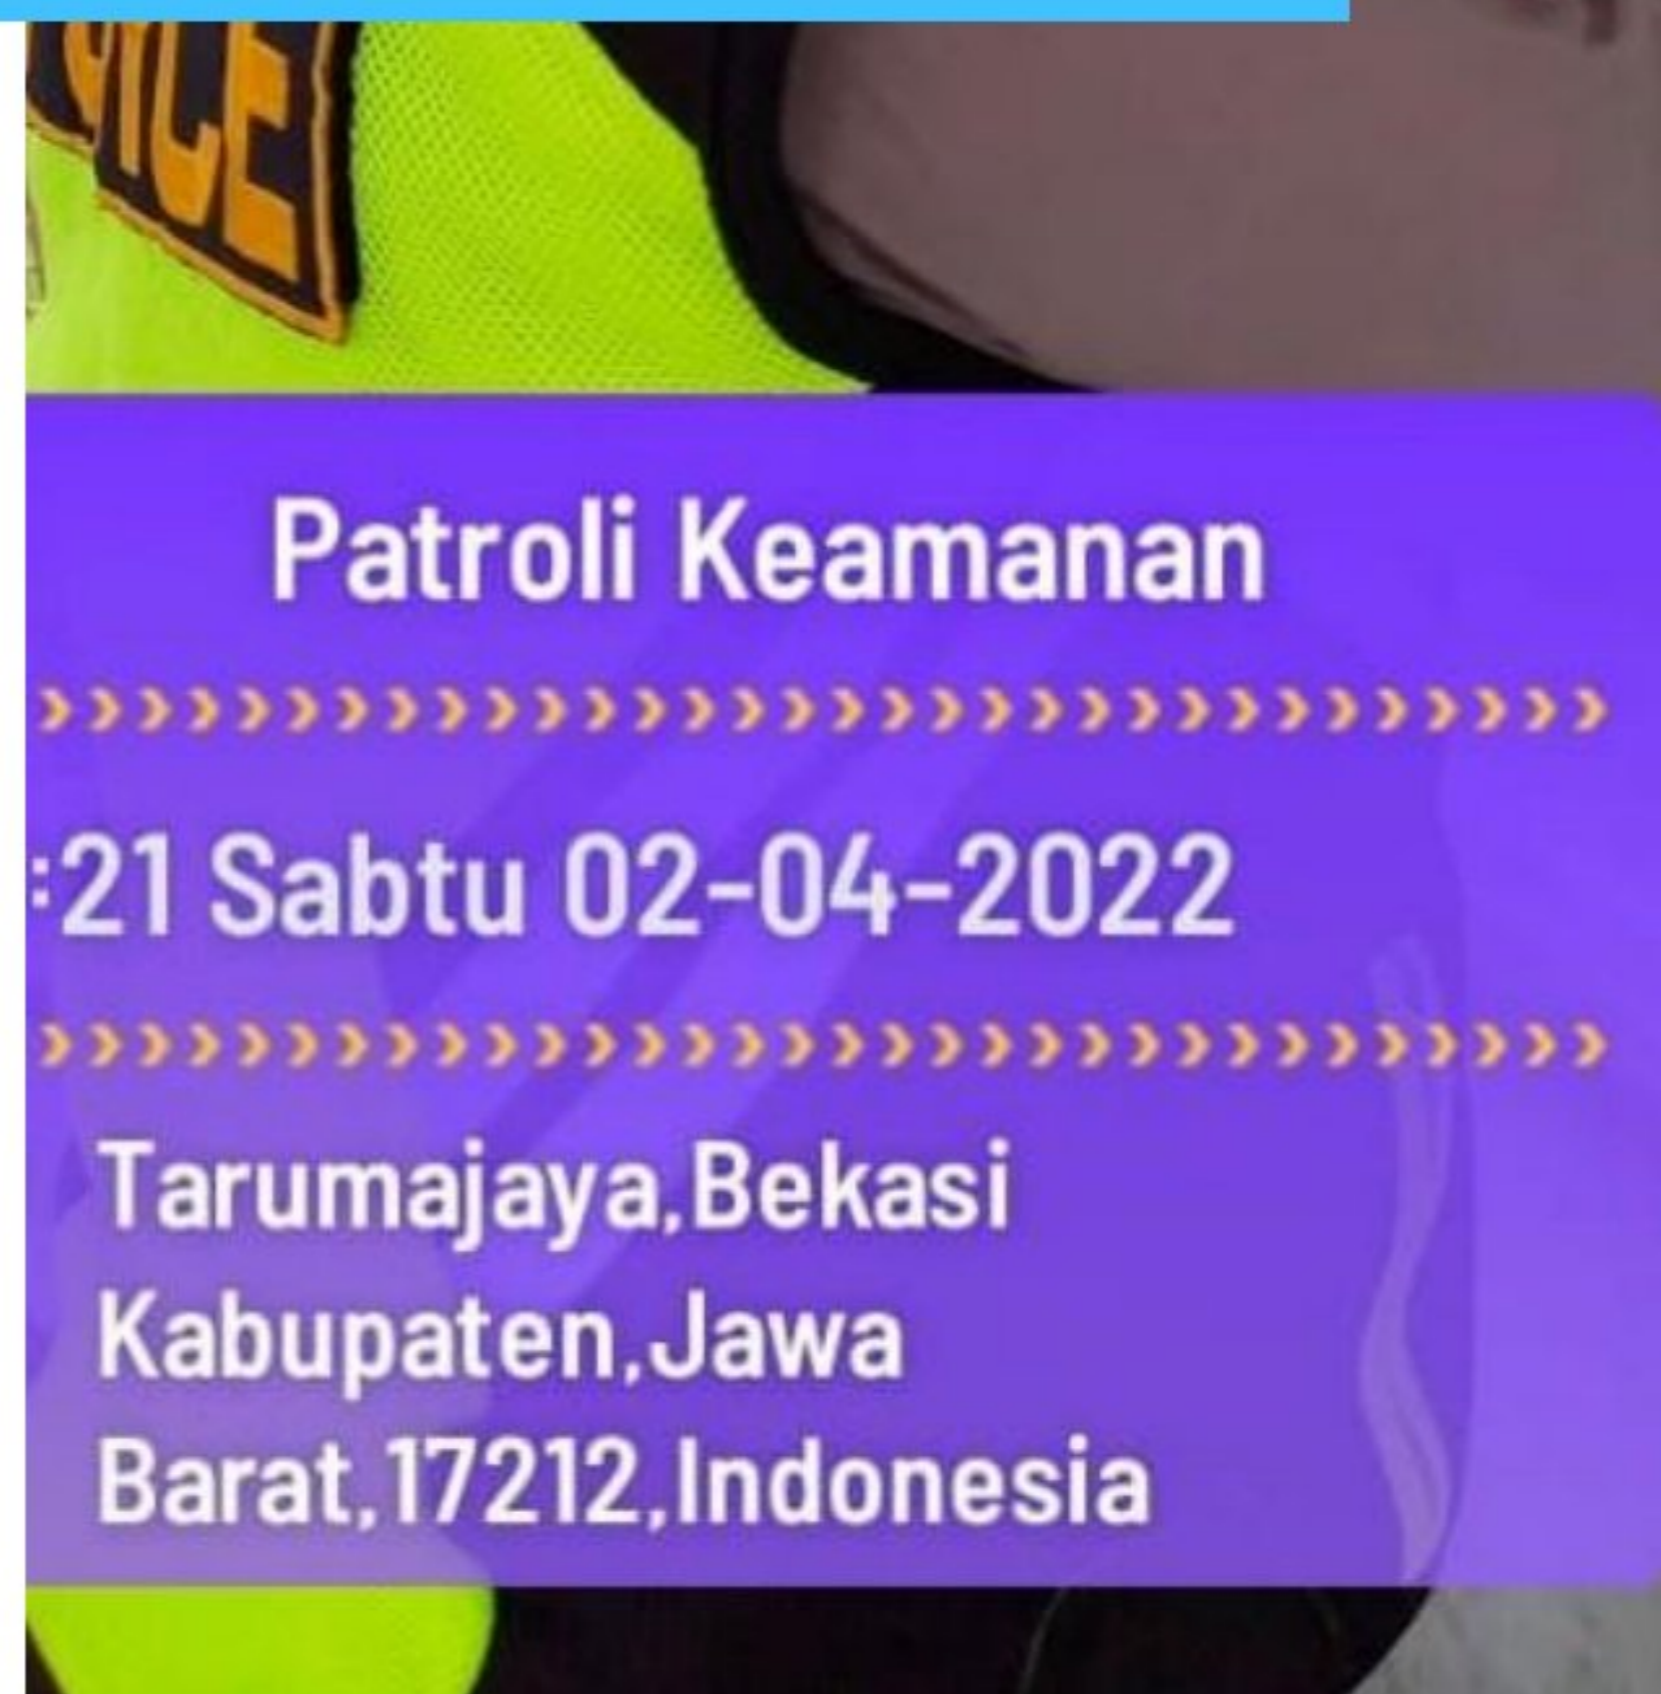 Patroli Keamanan
:21 Sabtu 02-04-2022
Tarumajaya,Bekasi
Kabupaten,Jawa
Barat,17212,Indonesia